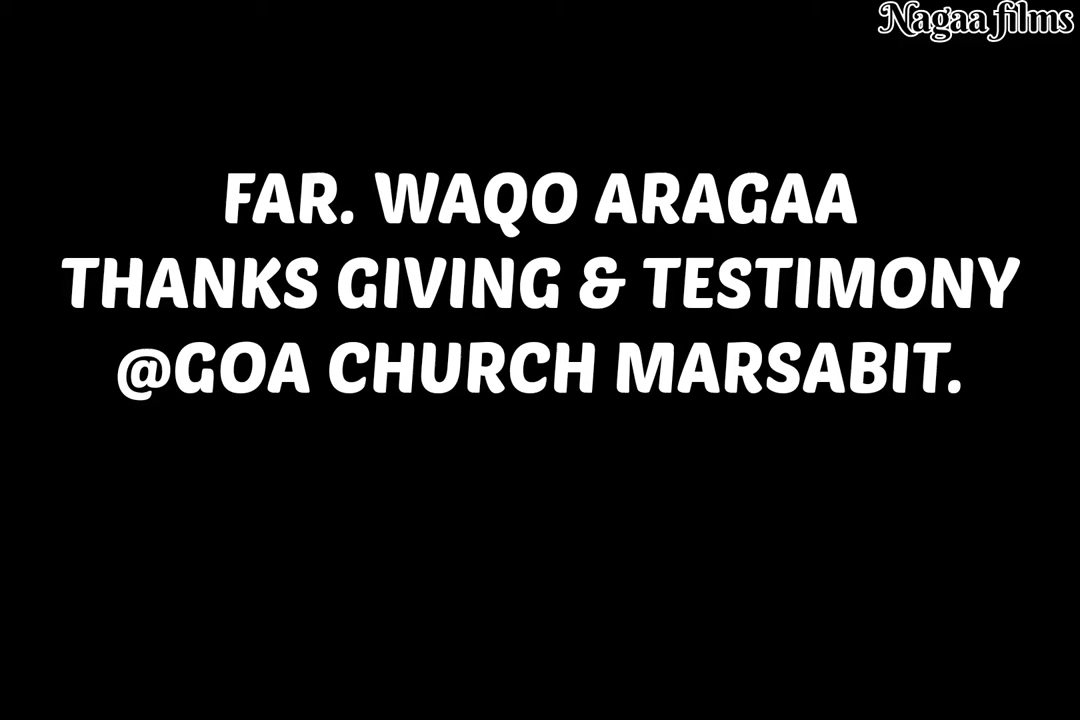 Nagaa films
FAR. WAQO ARAGAA
THANKS GIVING & TESTIMONY
@GOA CHURCH MARSABIT.